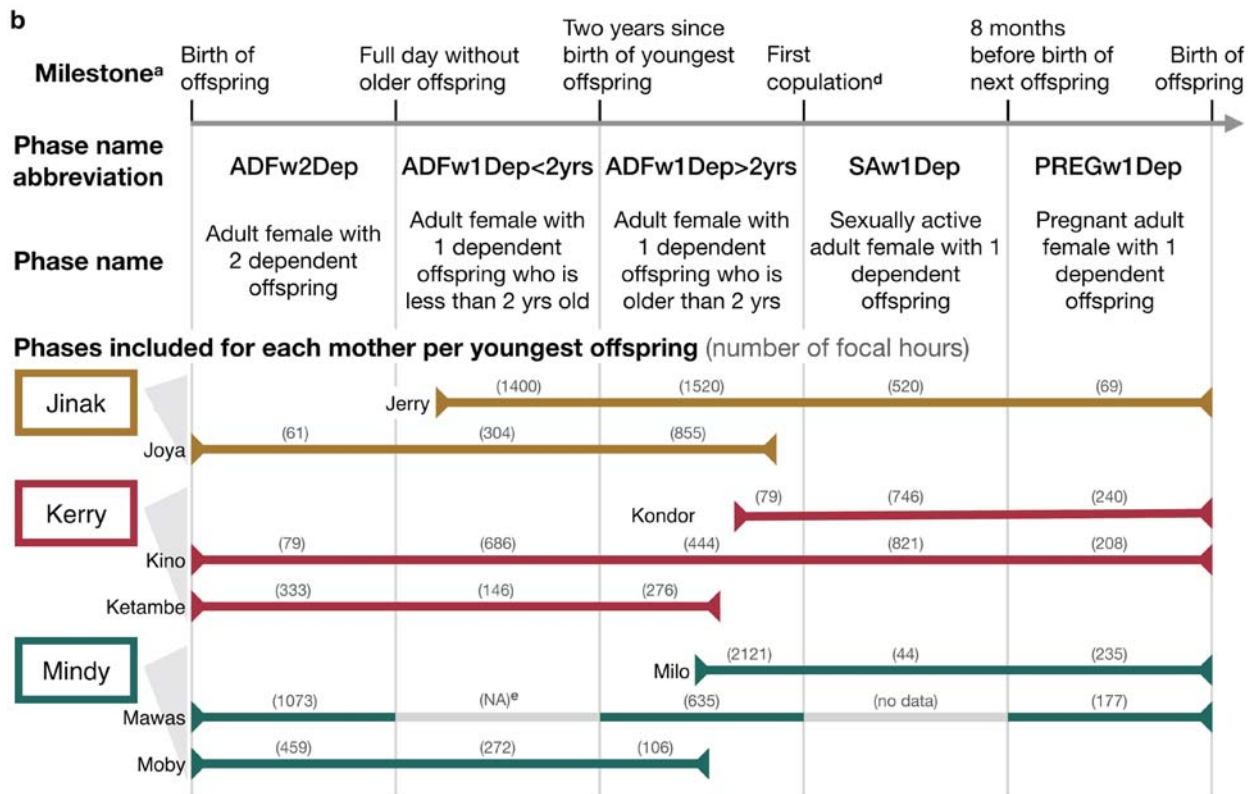 b
Milestoneᵃ
Birth of
offspring
Full day without
older offspring
Two years since
birth of youngest
offspring
First
copulationᵈ
8 months
before birth of
next offspring
Birth of
offspring
Phase name
abbreviation
ADFw2Dep
ADFw1Dep<2yrs
ADFw1Dep>2yrs
SAw1Dep
PREGw1Dep
Phase name
Adult female with
2 dependent
offspring
Adult female with
1 dependent
offspring who is
less than 2 yrs old
Adult female with
1 dependent
offspring who is
older than 2 yrs
Sexually active
adult female with 1
dependent
offspring
Pregnant adult
female with 1
dependent
offspring
Phases included for each mother per youngest offspring (number of focal hours)
Jinak
Jerry (1400) (1520) (520) (69)
Joya (61) (304) (855)
Kerry
Kondor (79) (746) (240)
Kino (79) (686) (444) (821) (208)
Ketambe (333) (146) (276)
Mindy
Milo (2121) (44) (235)
Mawas (1073) (NA)ᵉ (635) (no data) (177)
Moby (459) (272) (106)